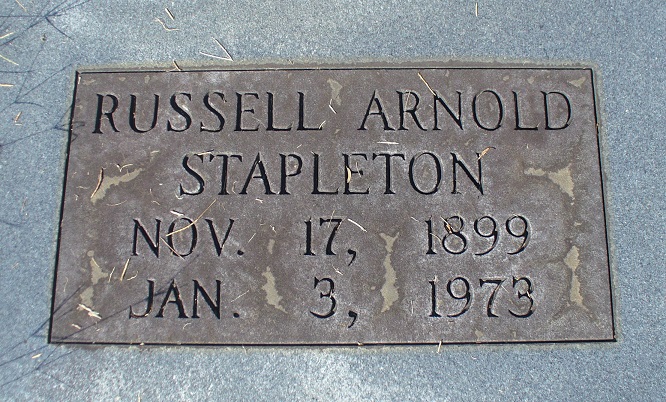 RUSSELL ARNOLD
STAPLETON
NOV. 17, 1899
JAN. 3, 1973